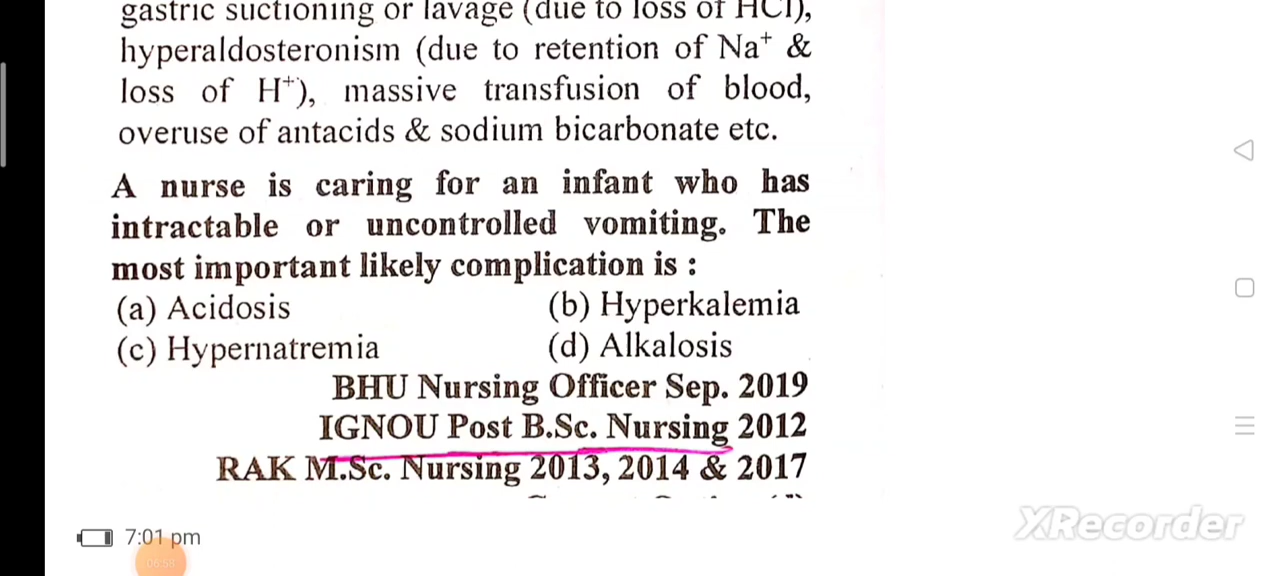 gastric suctioning or lavage (due to loss of HCl),
hyperaldosteronism (due to retention of Na⁺ &
loss of H⁺), massive transfusion of blood,
overuse of antacids & sodium bicarbonate etc.
A nurse is caring for an infant who has
intractable or uncontrolled vomiting. The
most important likely complication is :
(a) Acidosis (b) Hyperkalemia
(c) Hypernatremia (d) Alkalosis
BHU Nursing Officer Sep. 2019
IGNOU Post B.Sc. Nursing 2012
RAK M.Sc. Nursing 2013, 2014 & 2017
XRecorder
7:01 pm
06:58